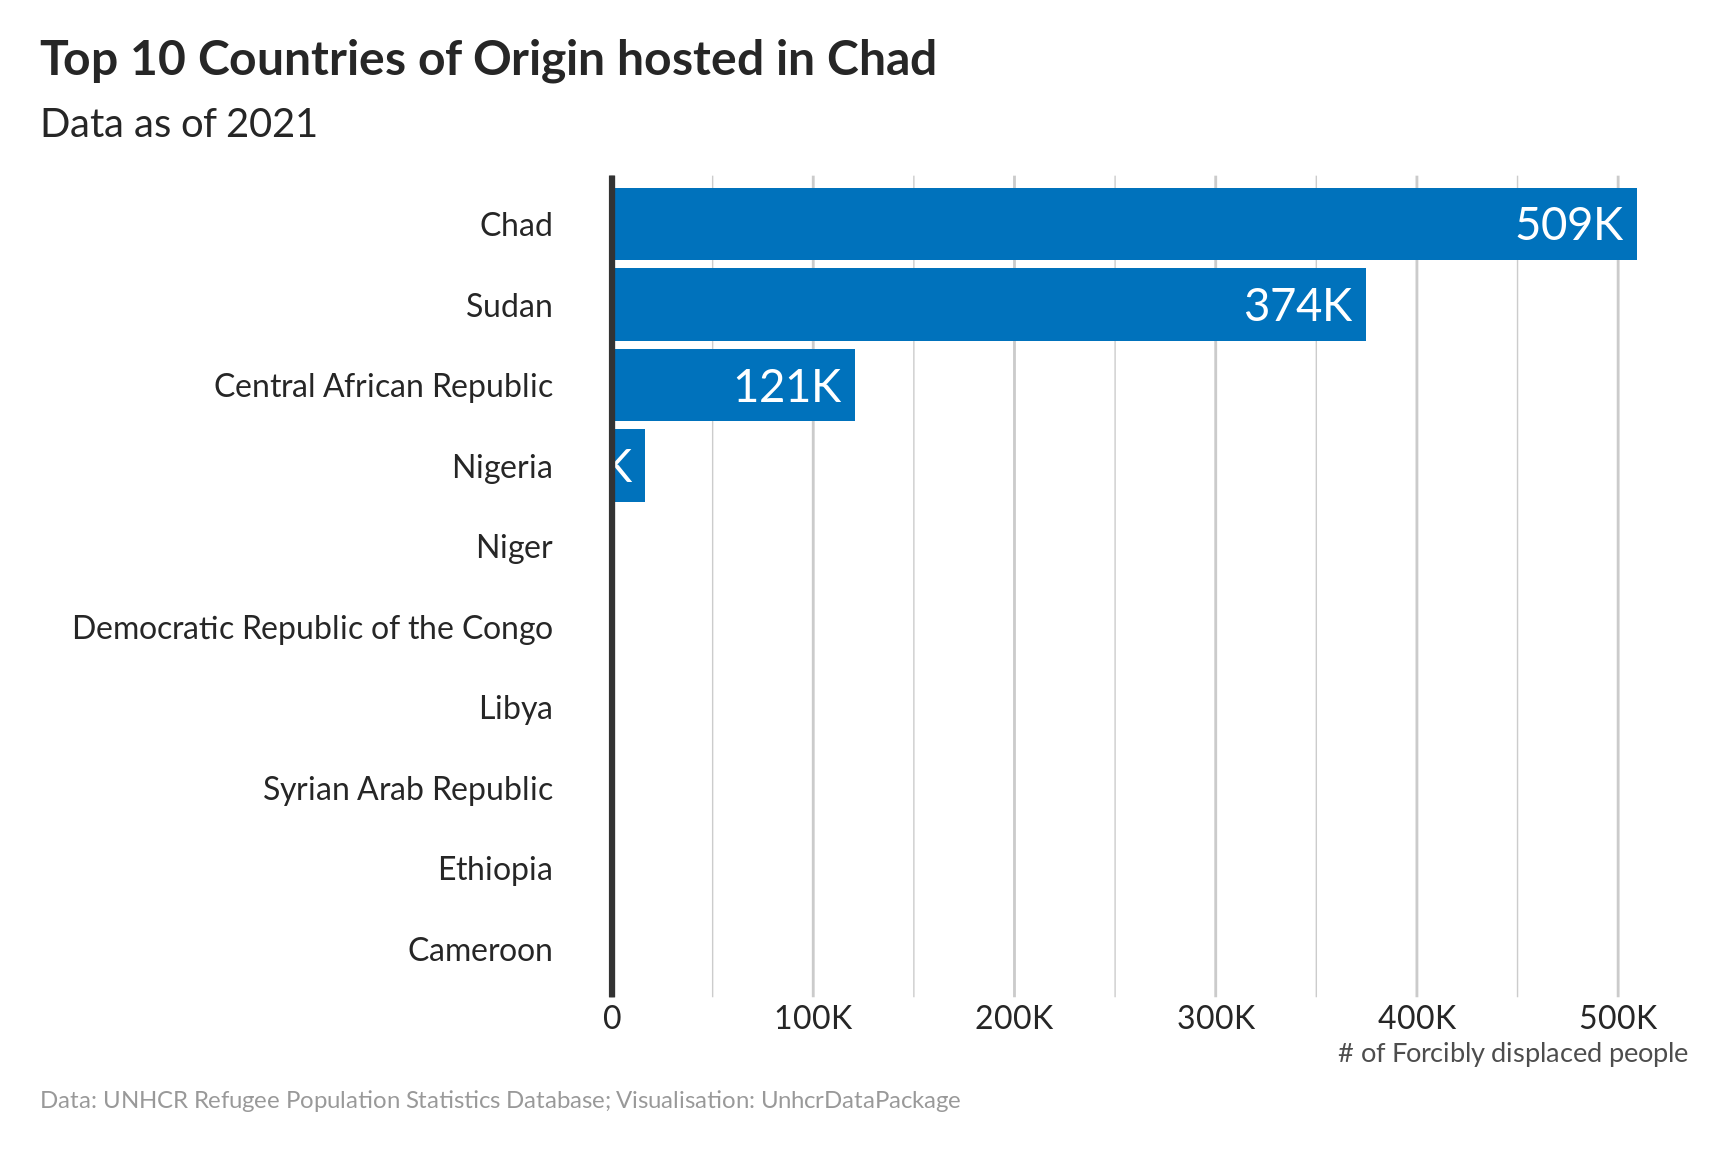 Top 10 Countries of Origin hosted in Chad
Data as of 2021
Chad 509K
Sudan 374K
Central African Republic 121K
Nigeria K
Niger
Democratic Republic of the Congo
Libya
Syrian Arab Republic
Ethiopia
Cameroon
0 100K 200K 300K 400K 500K
# of Forcibly displaced people
Data: UNHCR Refugee Population Statistics Database; Visualisation: UnhcrDataPackage